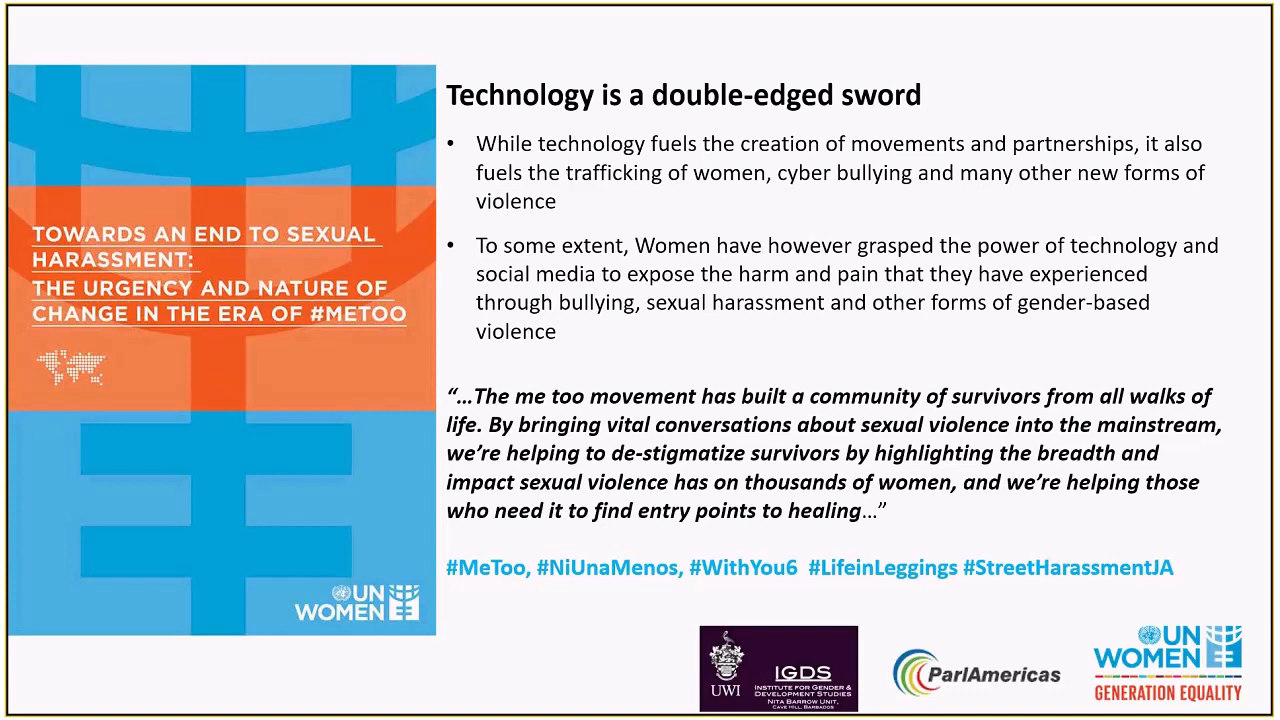 TOWARDS AN END TO SEXUAL
HARASSMENT:
THE URGENCY AND NATURE OF
CHANGE IN THE ERA OF #METOO
UN
WOMEN
Technology is a double-edged sword
• While technology fuels the creation of movements and partnerships, it also
fuels the trafficking of women, cyber bullying and many other new forms of
violence
• To some extent, Women have however grasped the power of technology and
social media to expose the harm and pain that they have experienced
through bullying, sexual harassment and other forms of gender-based
violence
“…The me too movement has built a community of survivors from all walks of
life. By bringing vital conversations about sexual violence into the mainstream,
we’re helping to de-stigmatize survivors by highlighting the breadth and
impact sexual violence has on thousands of women, and we’re helping those
who need it to find entry points to healing…”
#MeToo, #NiUnaMenos, #WithYou6 #LifeinLeggings #StreetHarassmentJA
UWI
IGDS
INSTITUTE FOR GENDER &
DEVELOPMENT STUDIES
NITA BARROW UNIT,
CAVE HILL, BARBADOS
ParlAmericas
UN
WOMEN
GENERATION EQUALITY